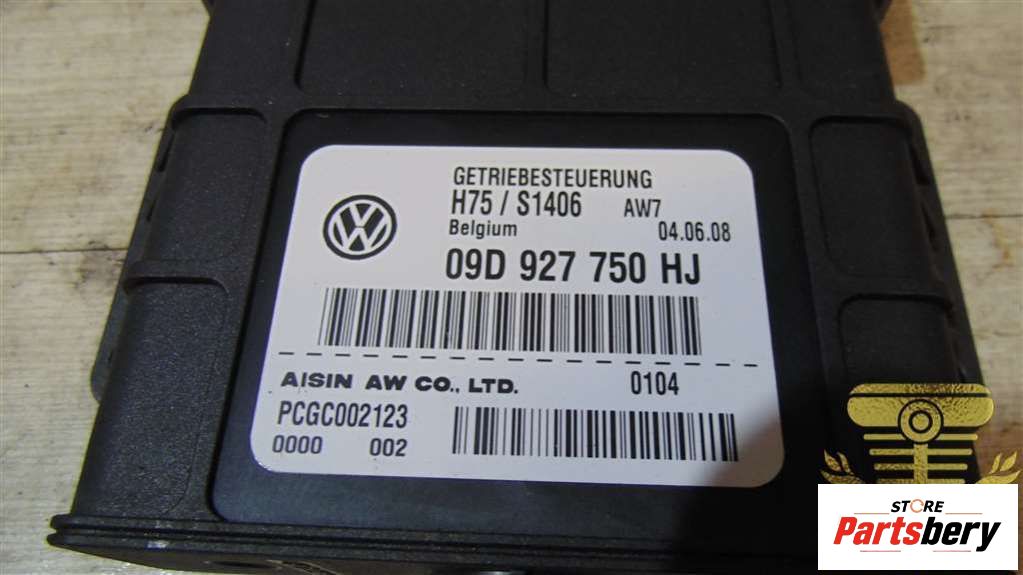 GETRIEBESTEUERUNG
H75 / S1406 AW7
Belgium 04.06.08
09D 927 750 HJ
AISIN AW CO., LTD. 0104
PCGC002123
0000 002
STORE
Partsbery